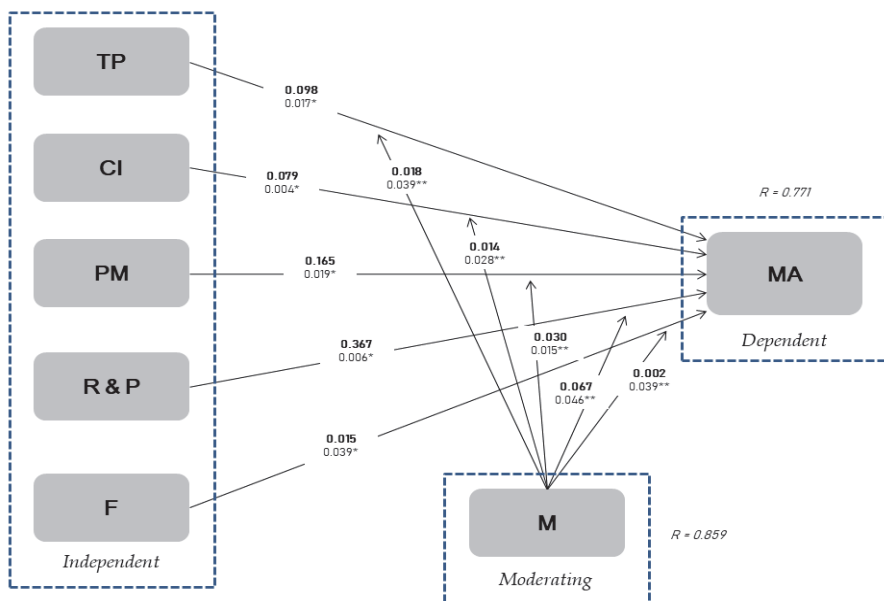 TP
0.098
0.017*
CI
0.079
0.004*
0.018
0.039**
R = 0.771
PM
0.165
0.019*
0.014
0.028**
MA
Dependent
R & P
0.367
0.006*
0.030
0.015**
0.067
0.046**
0.002
0.039**
F
0.015
0.039*
Independent
M
Moderating
R = 0.859